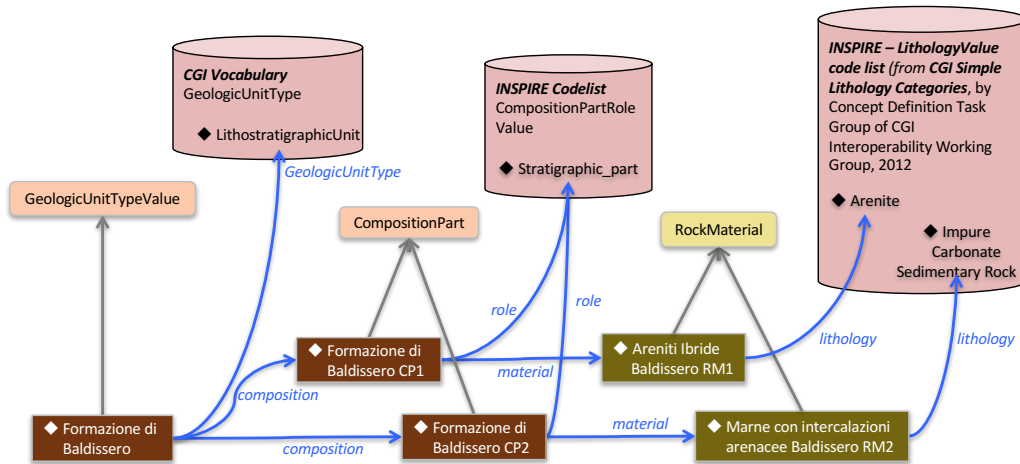 CGI Vocabulary
GeologicUnitType
◆ LithostratigraphicUnit
INSPIRE Codelist
CompositionPartRole
Value
◆ Stratigraphic_part
INSPIRE – LithologyValue
code list (from CGI Simple
Lithology Categories, by
Concept Definition Task
Group of CGI
Interoperability Working
Group, 2012
◆ Arenite
◆ Impure
Carbonate
Sedimentary Rock
GeologicUnitType
GeologicUnitTypeValue
CompositionPart
RockMaterial
role
role
lithology
lithology
◆ Formazione di
Baldissero CP1
material
◆ Areniti Ibride
Baldissero RM1
composition
◆ Formazione di
Baldissero
composition
◆ Formazione di
Baldissero CP2
material
◆ Marne con intercalazioni
arenacee Baldissero RM2